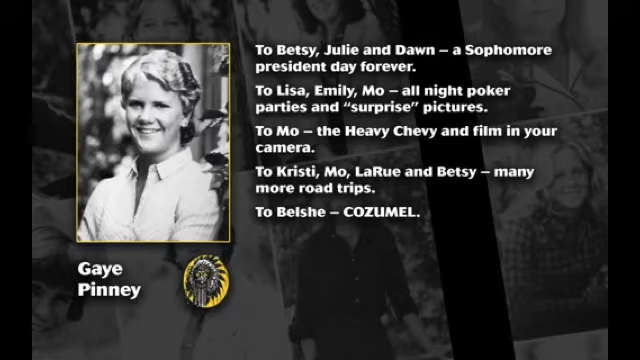 To Betsy, Julie and Dawn – a Sophomore
president day forever.
To Lisa, Emily, Mo – all night poker
parties and “surprise” pictures.
To Mo – the Heavy Chevy and film in your
camera.
To Kristi, Mo, LaRue and Betsy – many
more road trips.
To Belshe – COZUMEL.
Gaye
Pinney